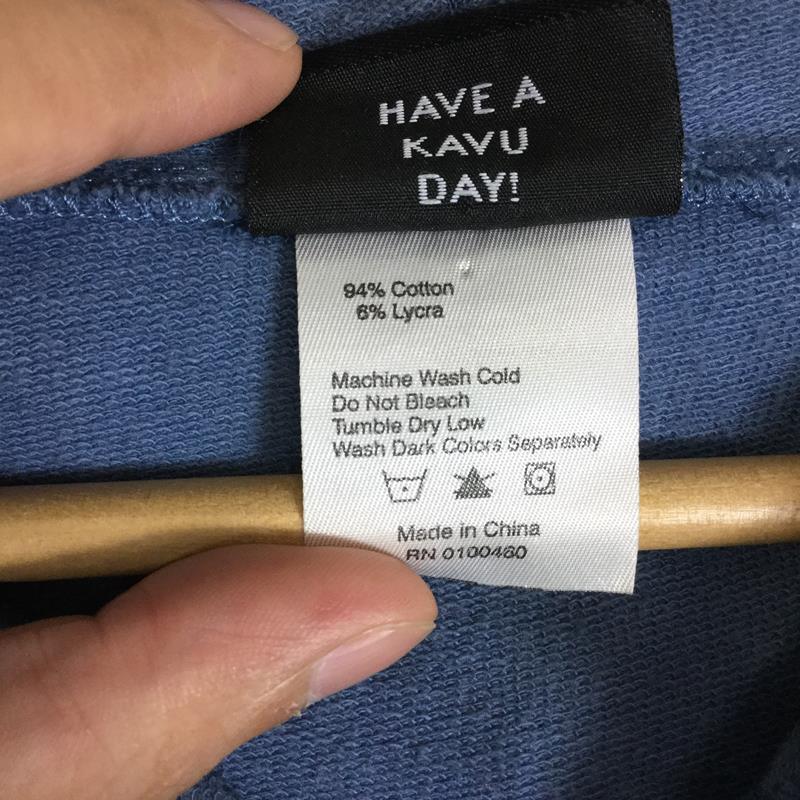 HAVE A
KAVU
DAY!
94% Cotton
6% Lycra
Machine Wash Cold
Do Not Bleach
Tumble Dry Low
Wash Dark Colors Separately
Made in China
RN 0100460